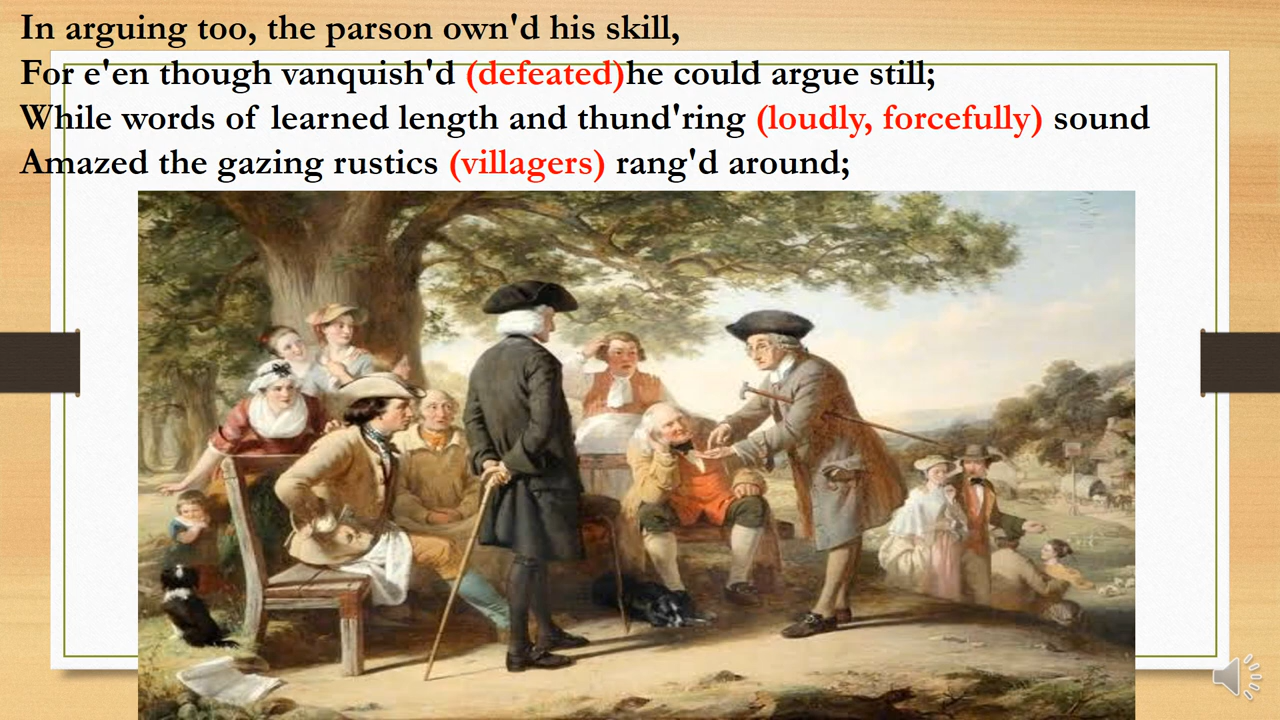 In arguing too, the parson own'd his skill,
For e'en though vanquish'd (defeated)he could argue still;
While words of learned length and thund'ring (loudly, forcefully) sound
Amazed the gazing rustics (villagers) rang'd around;